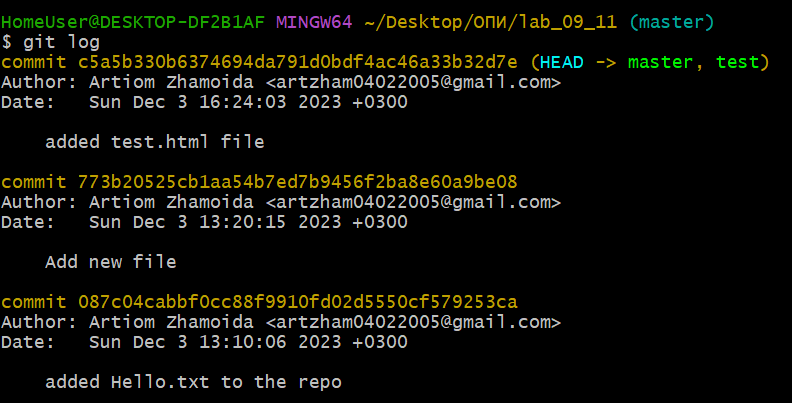 HomeUser@DESKTOP-DF2B1AF MINGW64 ~/Desktop/ОПИ/lab_09_11 (master)
$ git log
commit c5a5b330b6374694da791d0bdf4ac46a33b32d7e (HEAD -> master, test)
Author: Artiom Zhamoida <artzham04022005@gmail.com>
Date:   Sun Dec 3 16:24:03 2023 +0300
    added test.html file
commit 773b20525cb1aa54b7ed7b9456f2ba8e60a9be08
Author: Artiom Zhamoida <artzham04022005@gmail.com>
Date:   Sun Dec 3 13:20:15 2023 +0300
    Add new file
commit 087c04cabbf0cc88f9910fd02d5550cf579253ca
Author: Artiom Zhamoida <artzham04022005@gmail.com>
Date:   Sun Dec 3 13:10:06 2023 +0300
    added Hello.txt to the repo